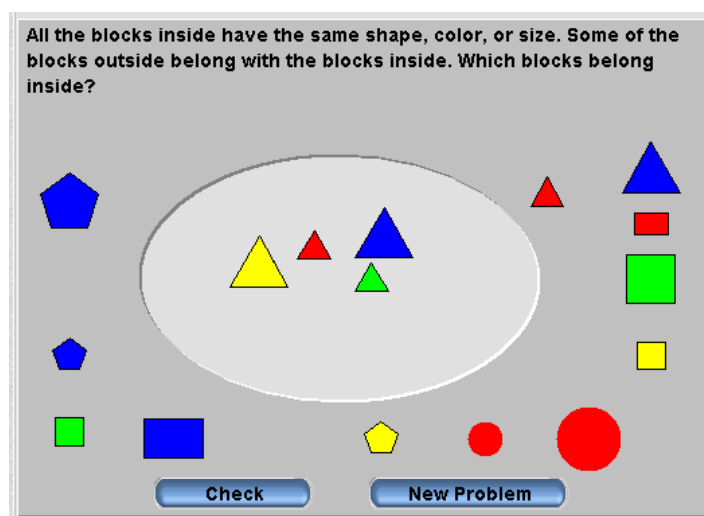 All the blocks inside have the same shape, color, or size. Some of the
blocks outside belong with the blocks inside. Which blocks belong
inside?
Check
New Problem